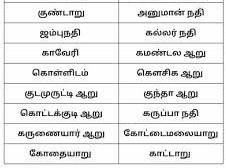 குண்டாறு அனுமான் நதி
ஜம்புநதி கல்லர் நதி
காவேரி கமண்டல ஆறு
கொள்ளிடம் கௌசிக ஆறு
குடமுருட்டி ஆறு குந்தா ஆறு
கொட்டக்குடி ஆறு கருப்பா நதி
கருணையார் ஆறு கோட்டைமலையாறு
கோதையாறு காட்டாறு